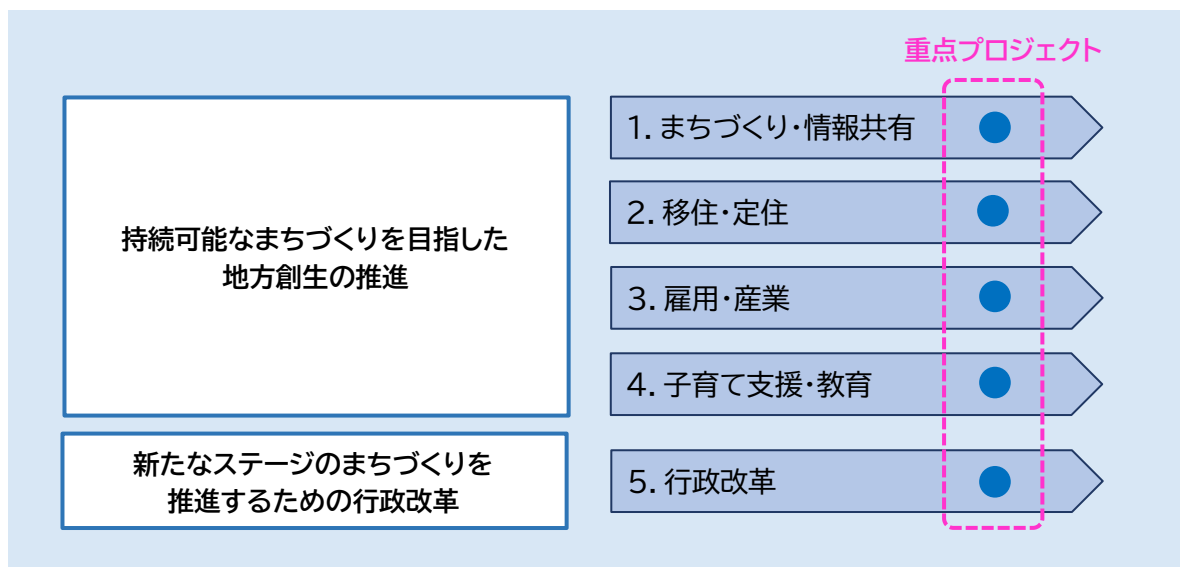 重点プロジェクト
持続可能なまちづくりを目指した
地方創生の推進
1. まちづくり・情報共有
2. 移住・定住
3. 雇用・産業
4. 子育て支援・教育
新たなステージのまちづくりを
推進するための行政改革
5. 行政改革